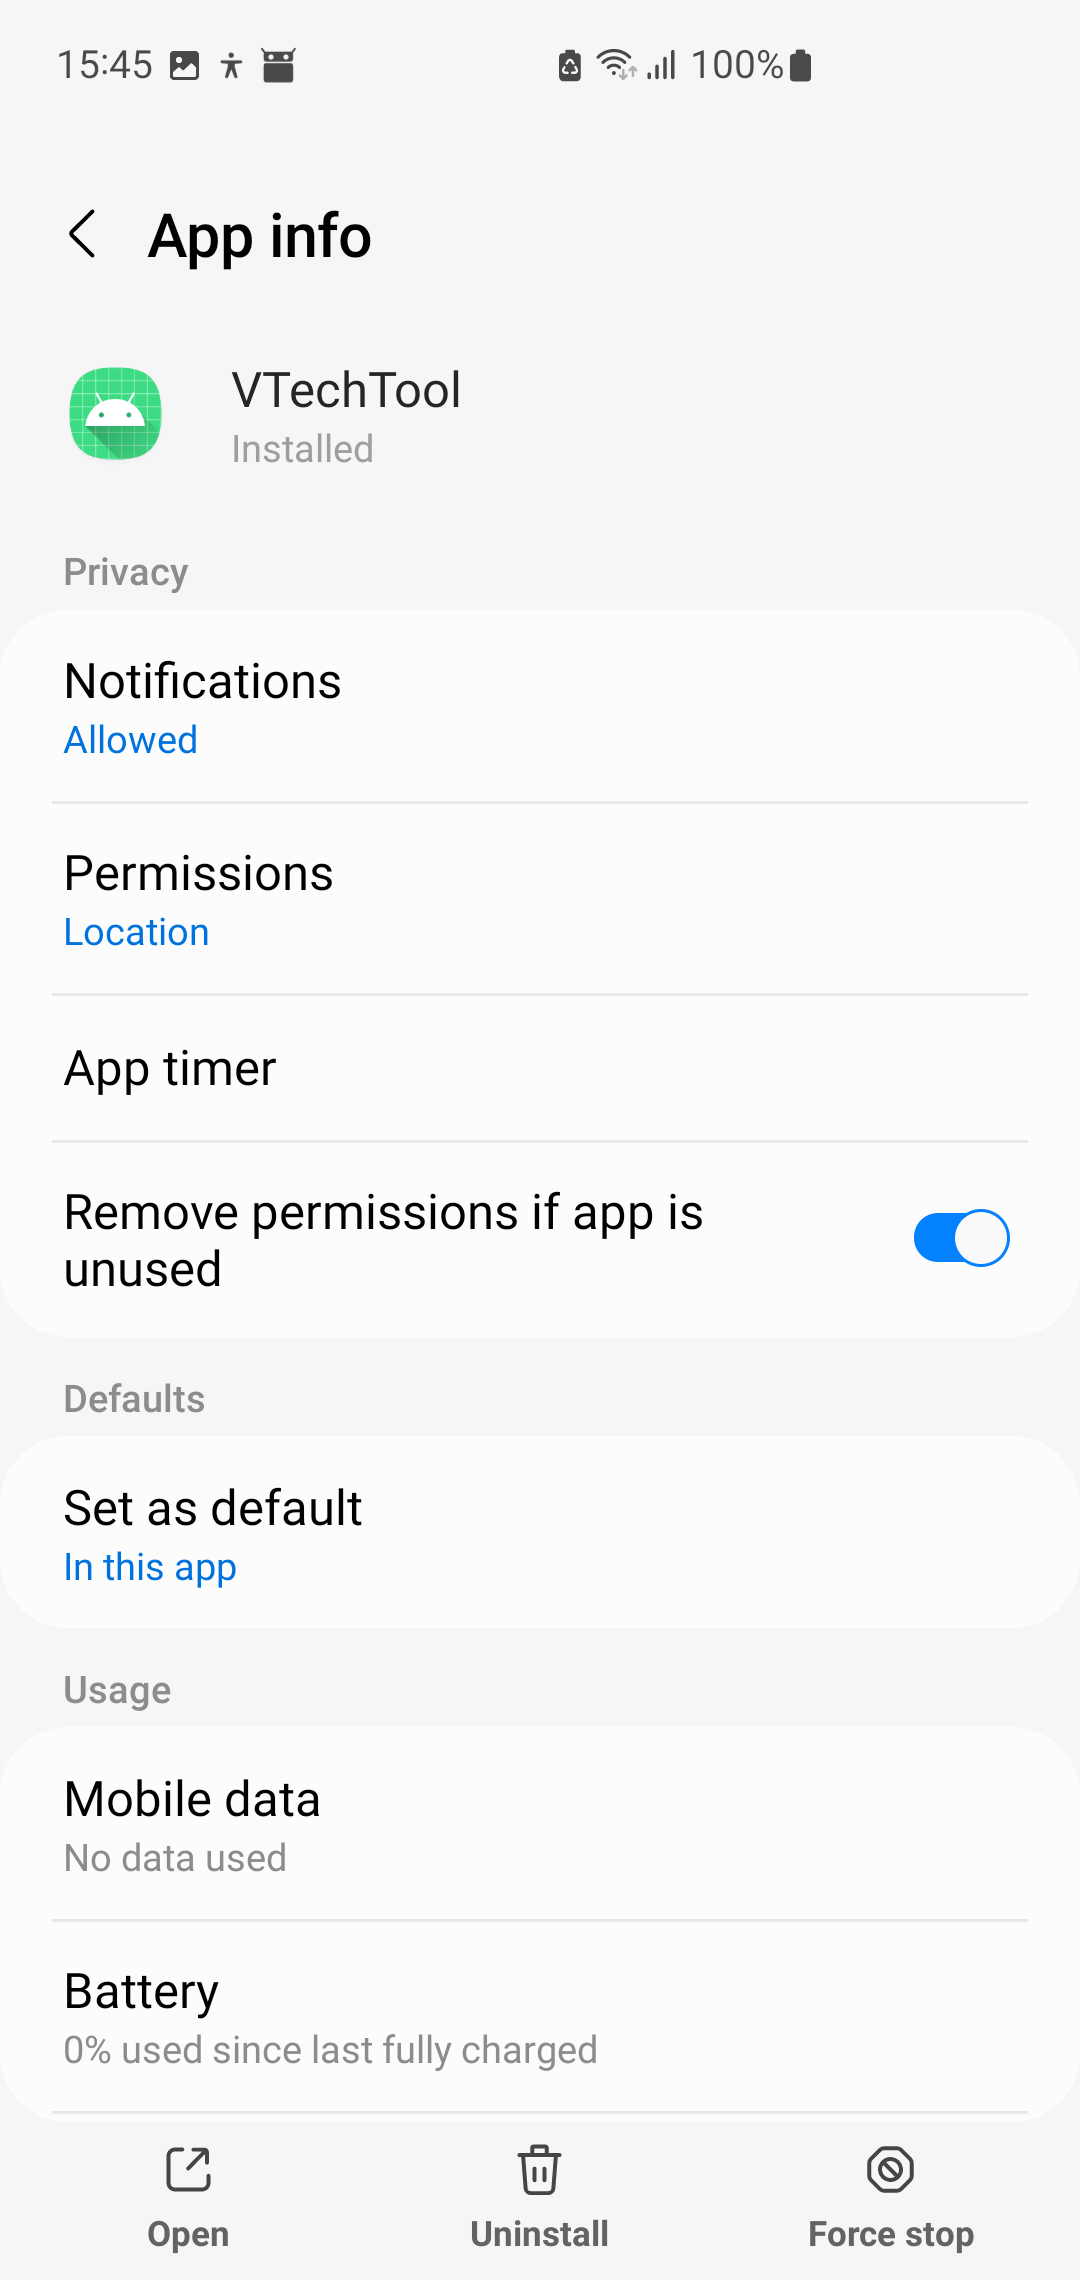 15:45 100%
App info
VTechTool
Installed
Privacy
Notifications
Allowed
Permissions
Location
App timer
Remove permissions if app is
unused
Defaults
Set as default
In this app
Usage
Mobile data
No data used
Battery
0% used since last fully charged
Open Uninstall Force stop